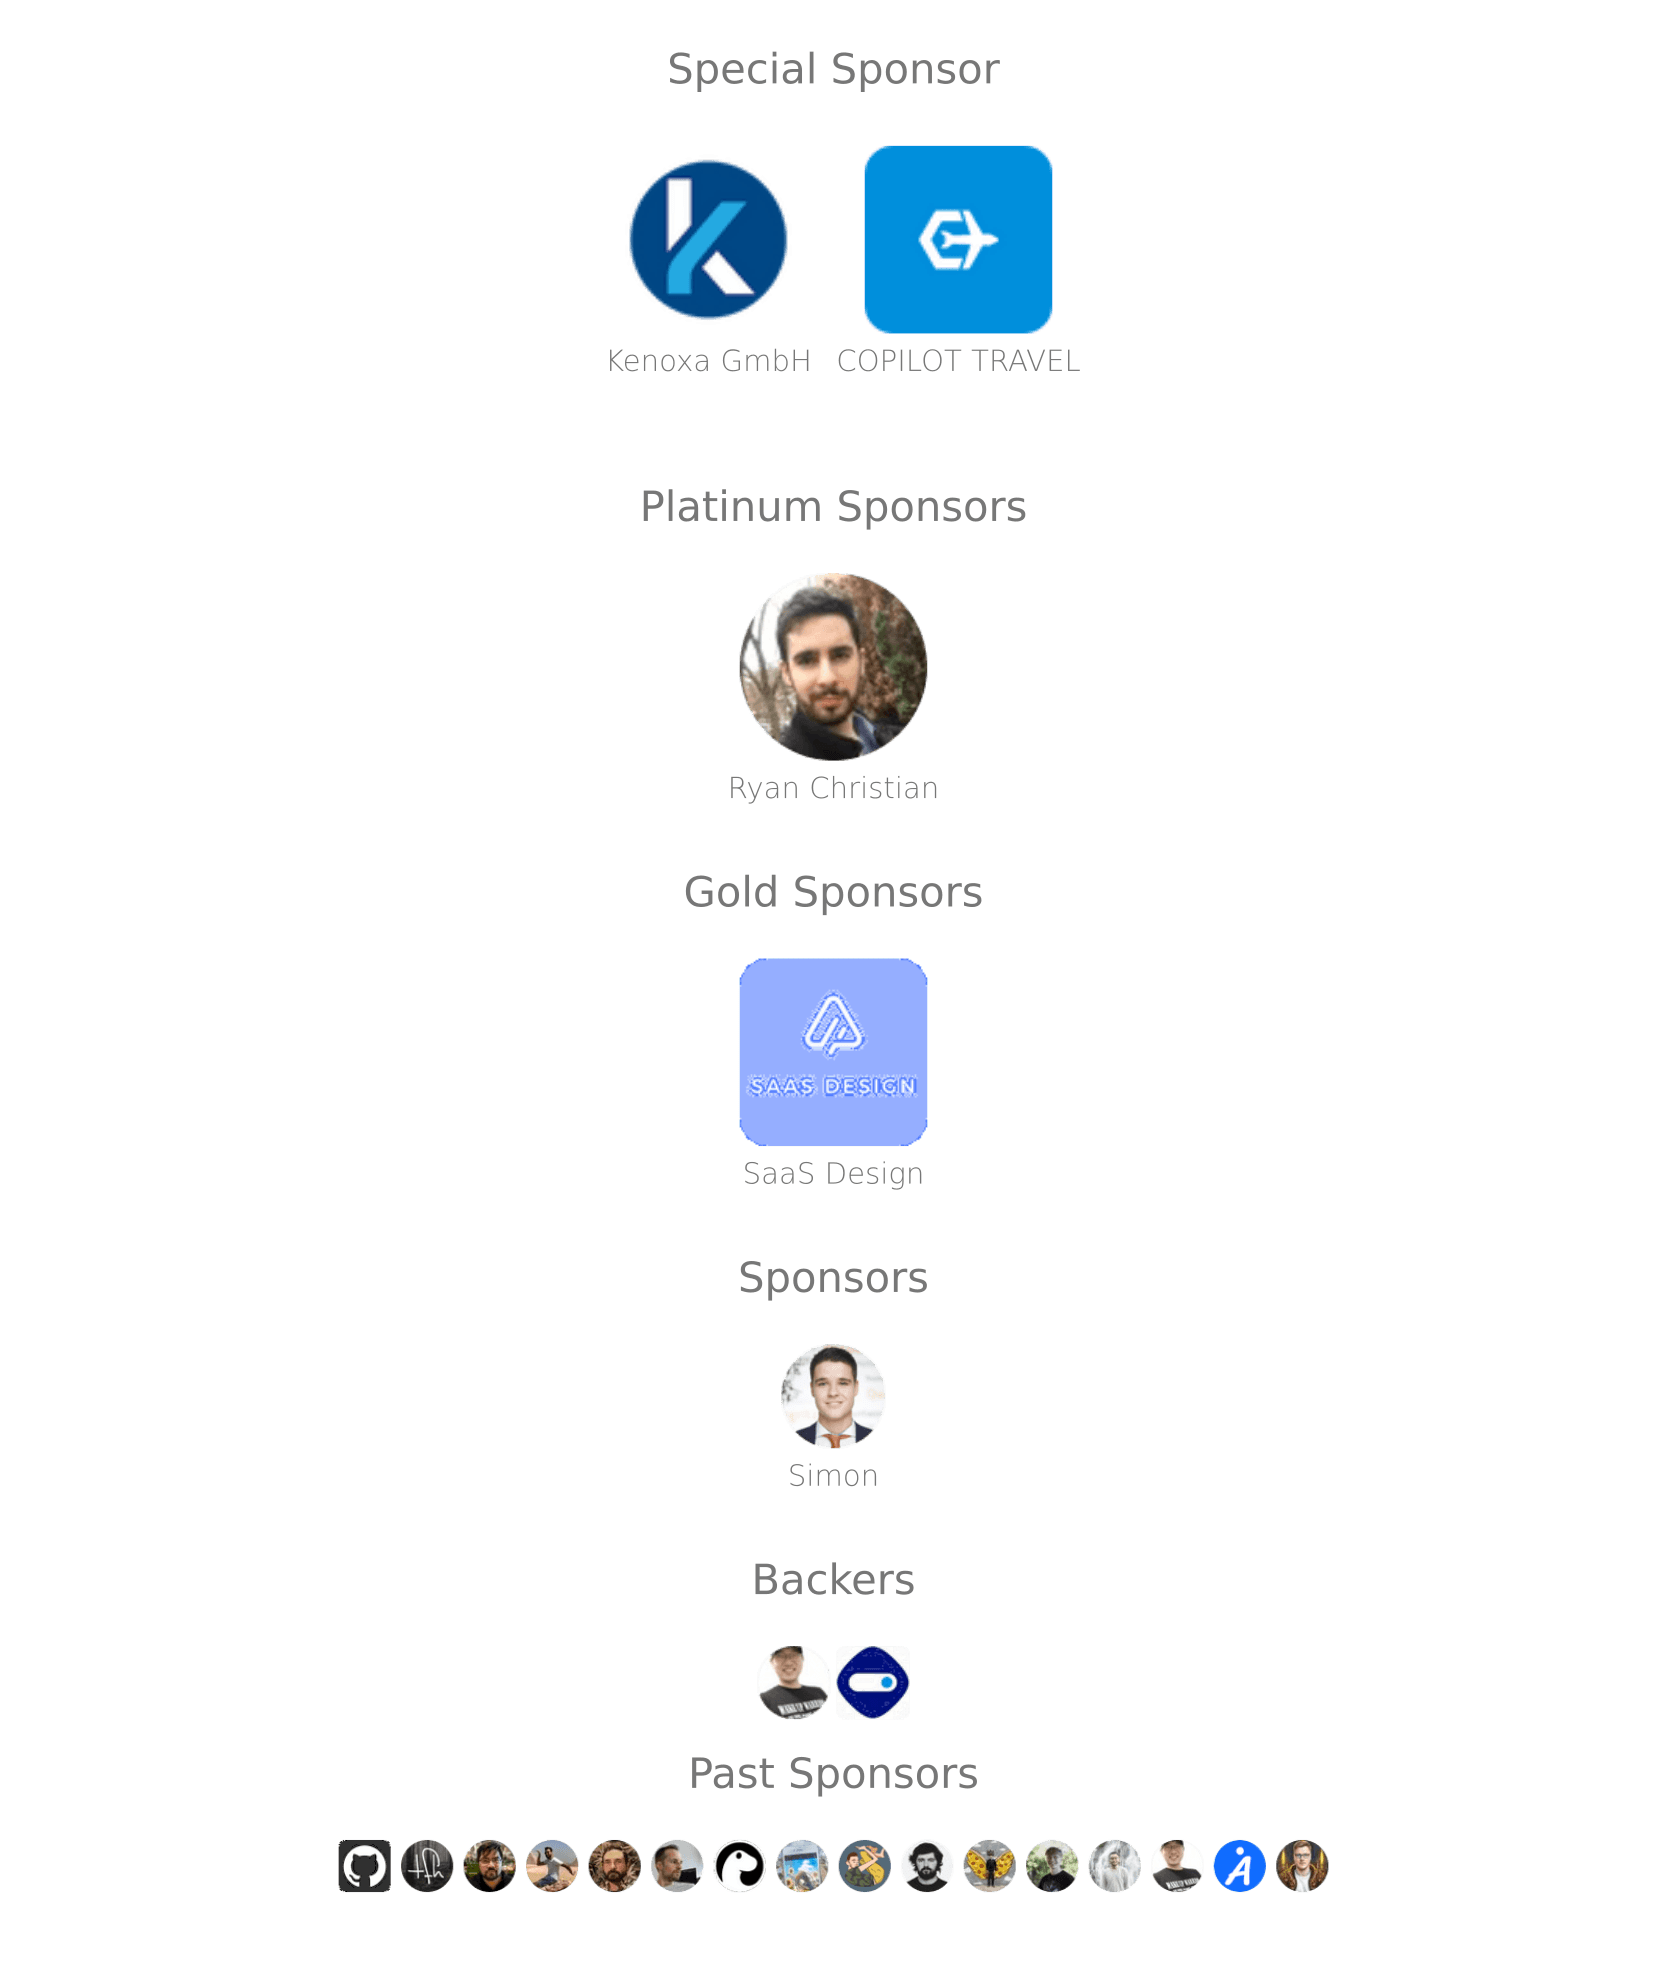 Special Sponsor
Kenoxa GmbH COPILOT TRAVEL
Platinum Sponsors
Ryan Christian
Gold Sponsors
SAAS DESIGN
SaaS Design
Sponsors
Simon
Backers
Past Sponsors